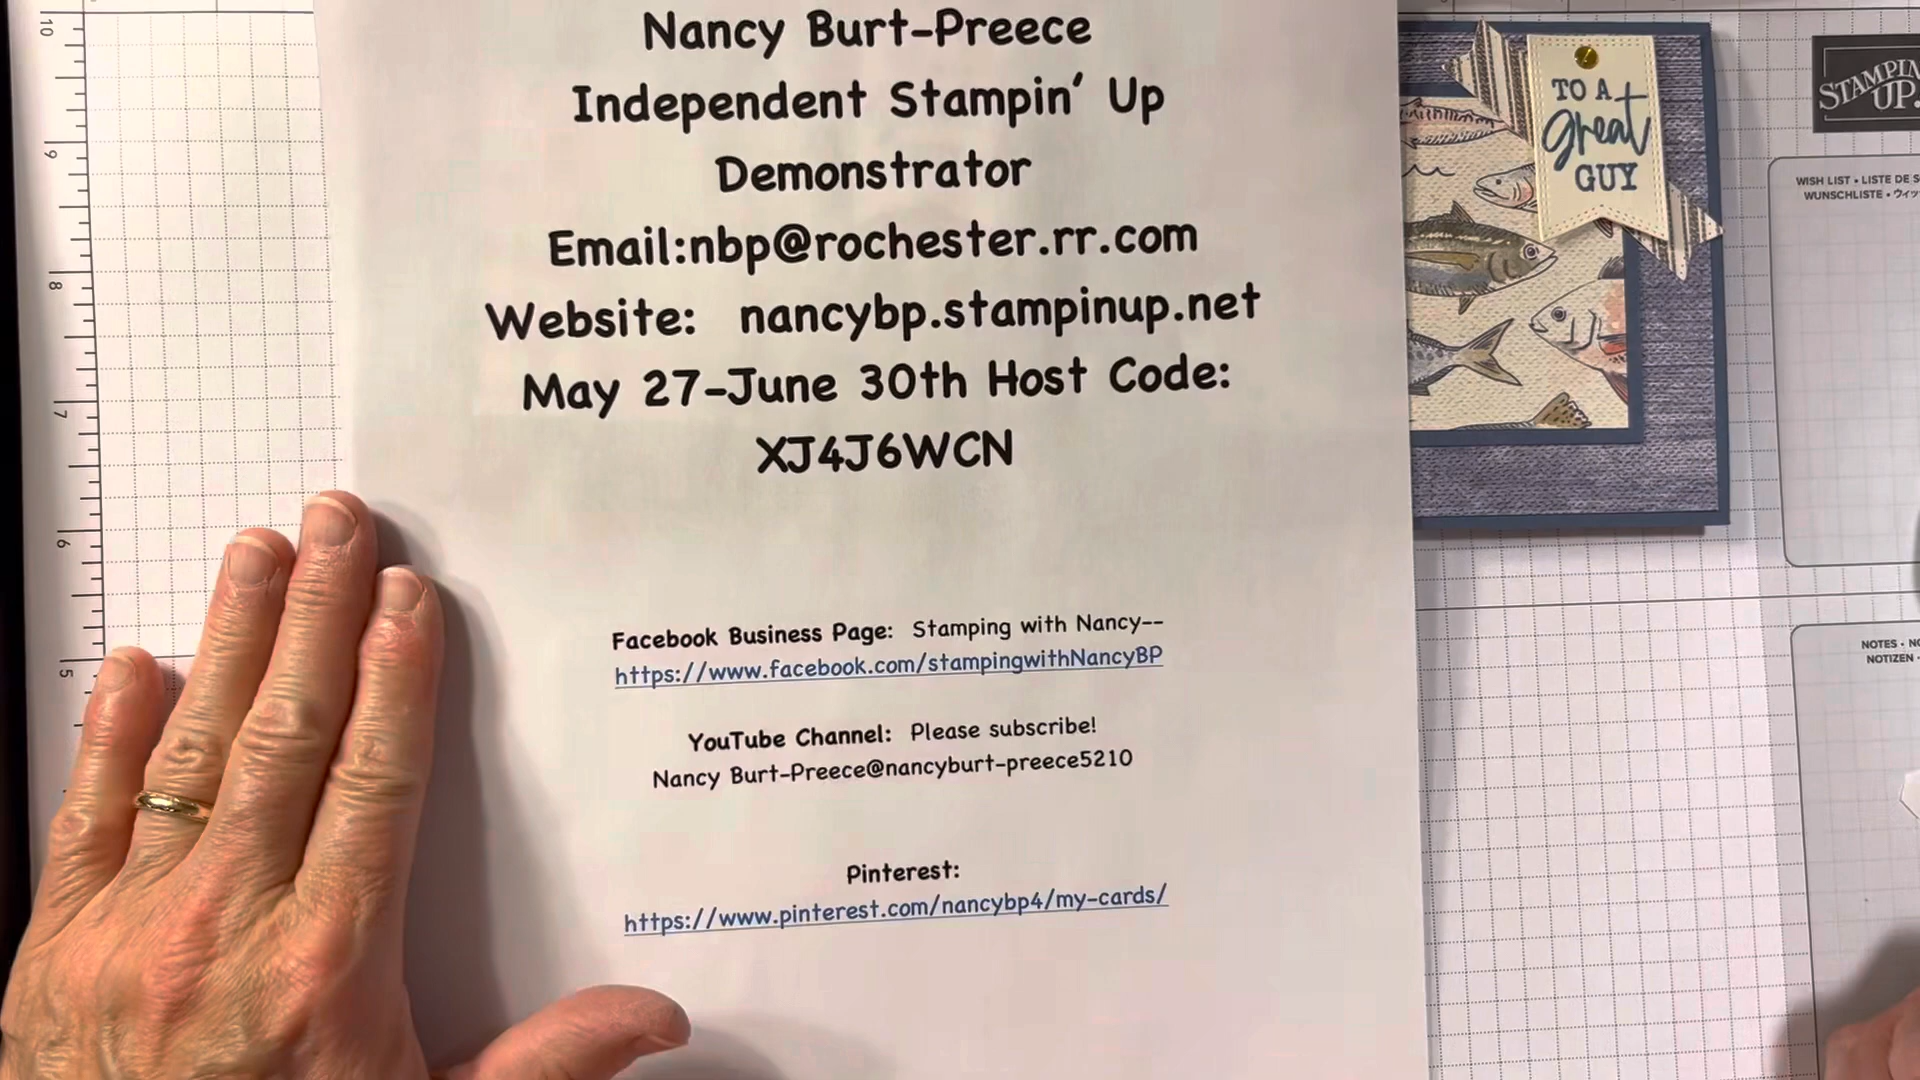 Nancy Burt-Preece
Independent Stampin' Up
Demonstrator
Email:nbp@rochester.rr.com
Website: nancybp.stampinup.net
May 27-June 30th Host Code:
XJ4J6WCN
Facebook Business Page: Stamping with Nancy--
https://www.facebook.com/stampingwithNancyBP
YouTube Channel: Please subscribe!
Nancy Burt-Preece@nancyburt-preece5210
Pinterest:
https://www.pinterest.com/nancybp4/my-cards/
TO A
great
GUY
STAMPIN
UP.
WISH LIST • LISTE DE
WUNSCHLISTE •
NOTES •
NOTIZEN •
10
9
8
7
6
5